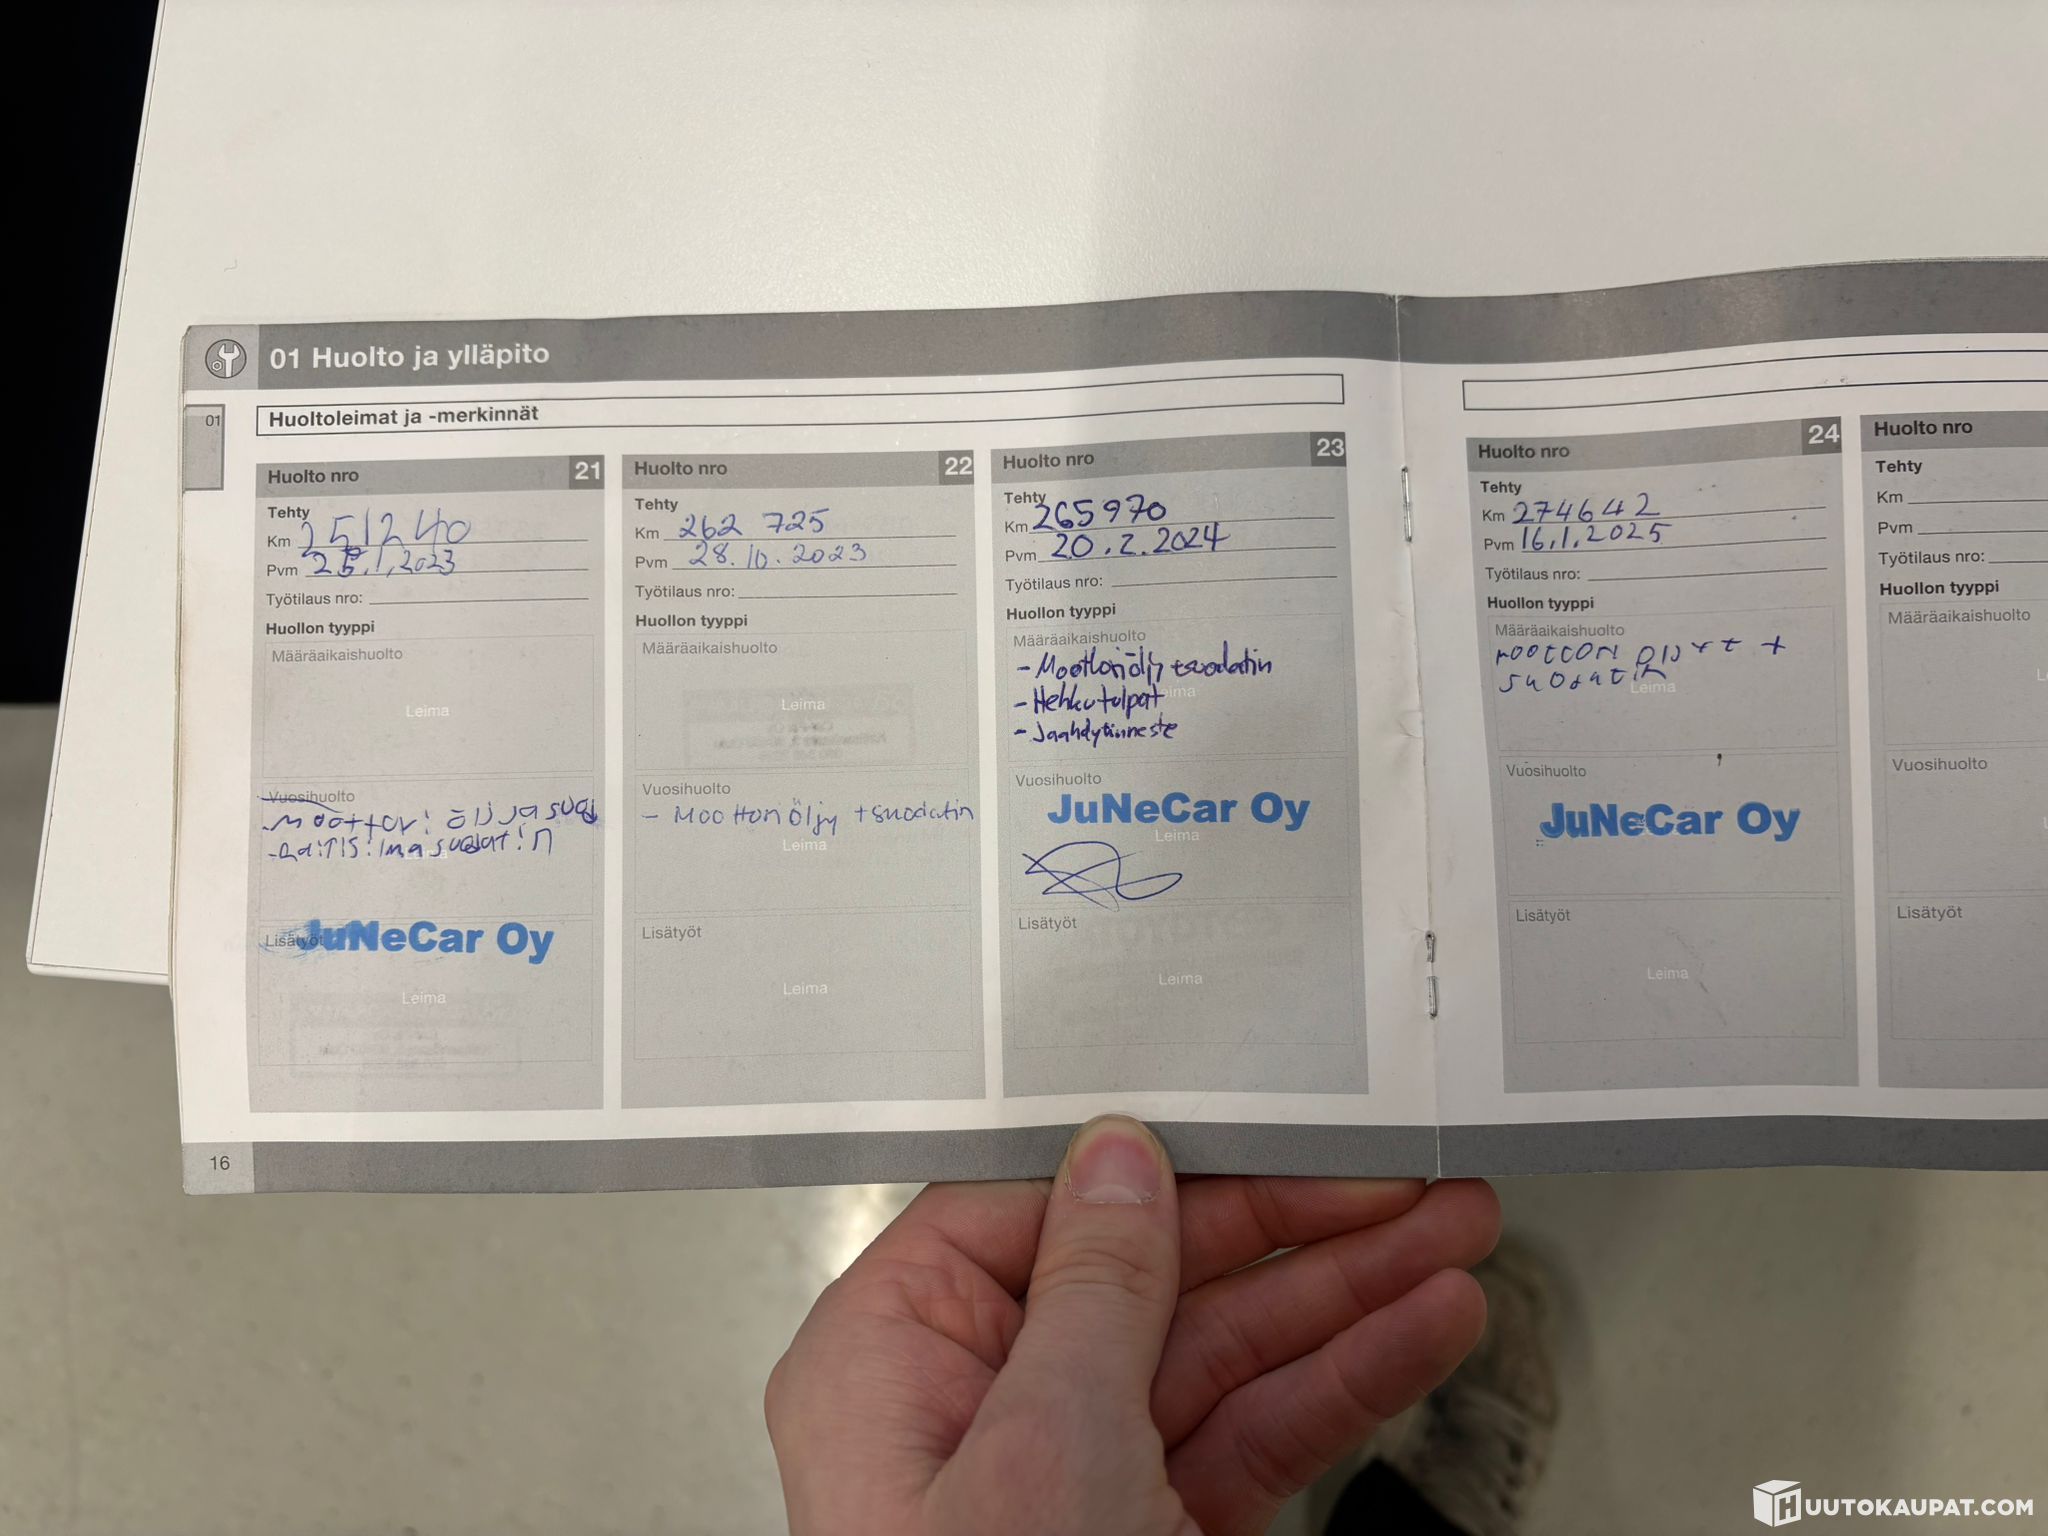 01 Huolto ja ylläpito
01
Huoltoleimat ja -merkinnät
Huolto nro 21
Tehty
Km 251240
Pvm 25.1.2023
Työtilaus nro:
Huollon tyyppi
Määräaikaishuolto
Leima
Vuosihuolto
- moottori öljy ja suod
- Raitisilmasuodatin
Lisätyöt
JuNeCar Oy
Leima
Huolto nro 22
Tehty
Km 262 725
Pvm 28.10.2023
Työtilaus nro:
Huollon tyyppi
Määräaikaishuolto
Leima
Vuosihuolto
- Moottoriöljy + suodatin
Leima
Lisätyöt
Leima
Huolto nro 23
Tehty
Km 265970
Pvm 20.2.2024
Työtilaus nro:
Huollon tyyppi
Määräaikaishuolto
- Moottoriöljy + suodatin
- Hehkutulpat
- Jäähdytinneste
Vuosihuolto
JuNeCar Oy
Leima
Lisätyöt
Leima
Huolto nro 24
Tehty
Km 274642
Pvm 16.1.2025
Työtilaus nro:
Huollon tyyppi
Määräaikaishuolto
suodatin
Leima
Vuosihuolto
JuNeCar Oy
Lisätyöt
Leima
Huolto nro
Tehty
Km
Pvm
Työtilaus nro:
Huollon tyyppi
Määräaikaishuolto
Vuosihuolto
Lisätyöt
16
HUUTOKAUPAT.COM